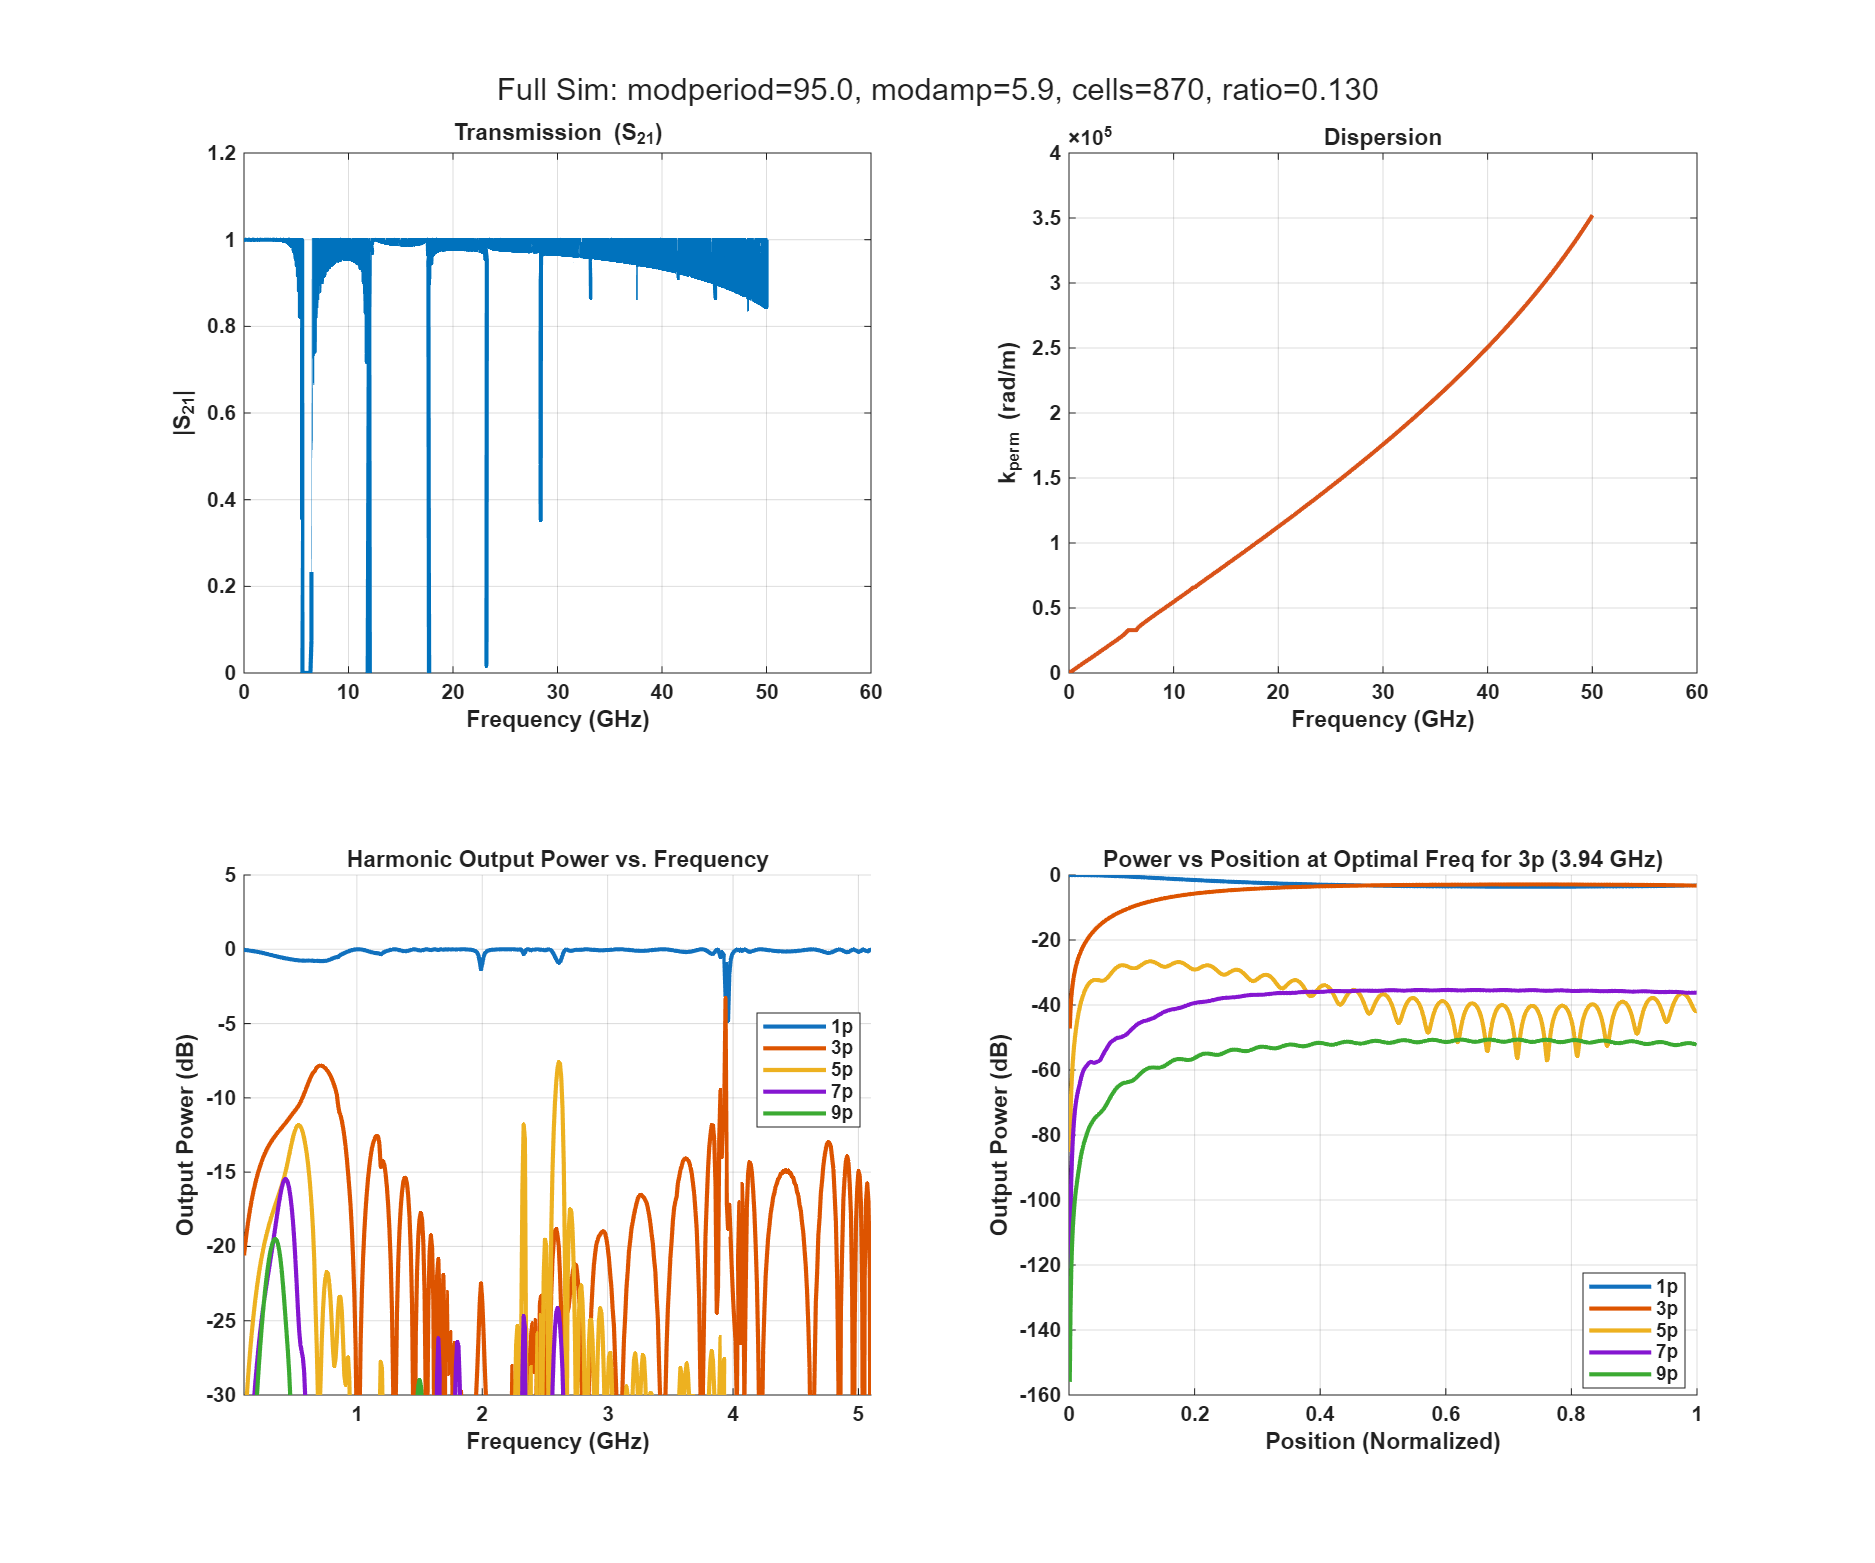 Full Sim: modperiod=95.0, modamp=5.9, cells=870, ratio=0.130
Transmission (S21)
1.2
1
0.8
0.6
0.4
0.2
0
0 10 20 30 40 50 60
|S21|
Frequency (GHz)
×10^5
Dispersion
4
3.5
3
2.5
2
1.5
1
0.5
0
0 10 20 30 40 50 60
kperm (rad/m)
Frequency (GHz)
Harmonic Output Power vs. Frequency
5
0
-5
-10
-15
-20
-25
-30
1 2 3 4 5
Output Power (dB)
Frequency (GHz)
1p
3p
5p
7p
9p
Power vs Position at Optimal Freq for 3p (3.94 GHz)
0
-20
-40
-60
-80
-100
-120
-140
-160
0 0.2 0.4 0.6 0.8 1
Output Power (dB)
Position (Normalized)
1p
3p
5p
7p
9p